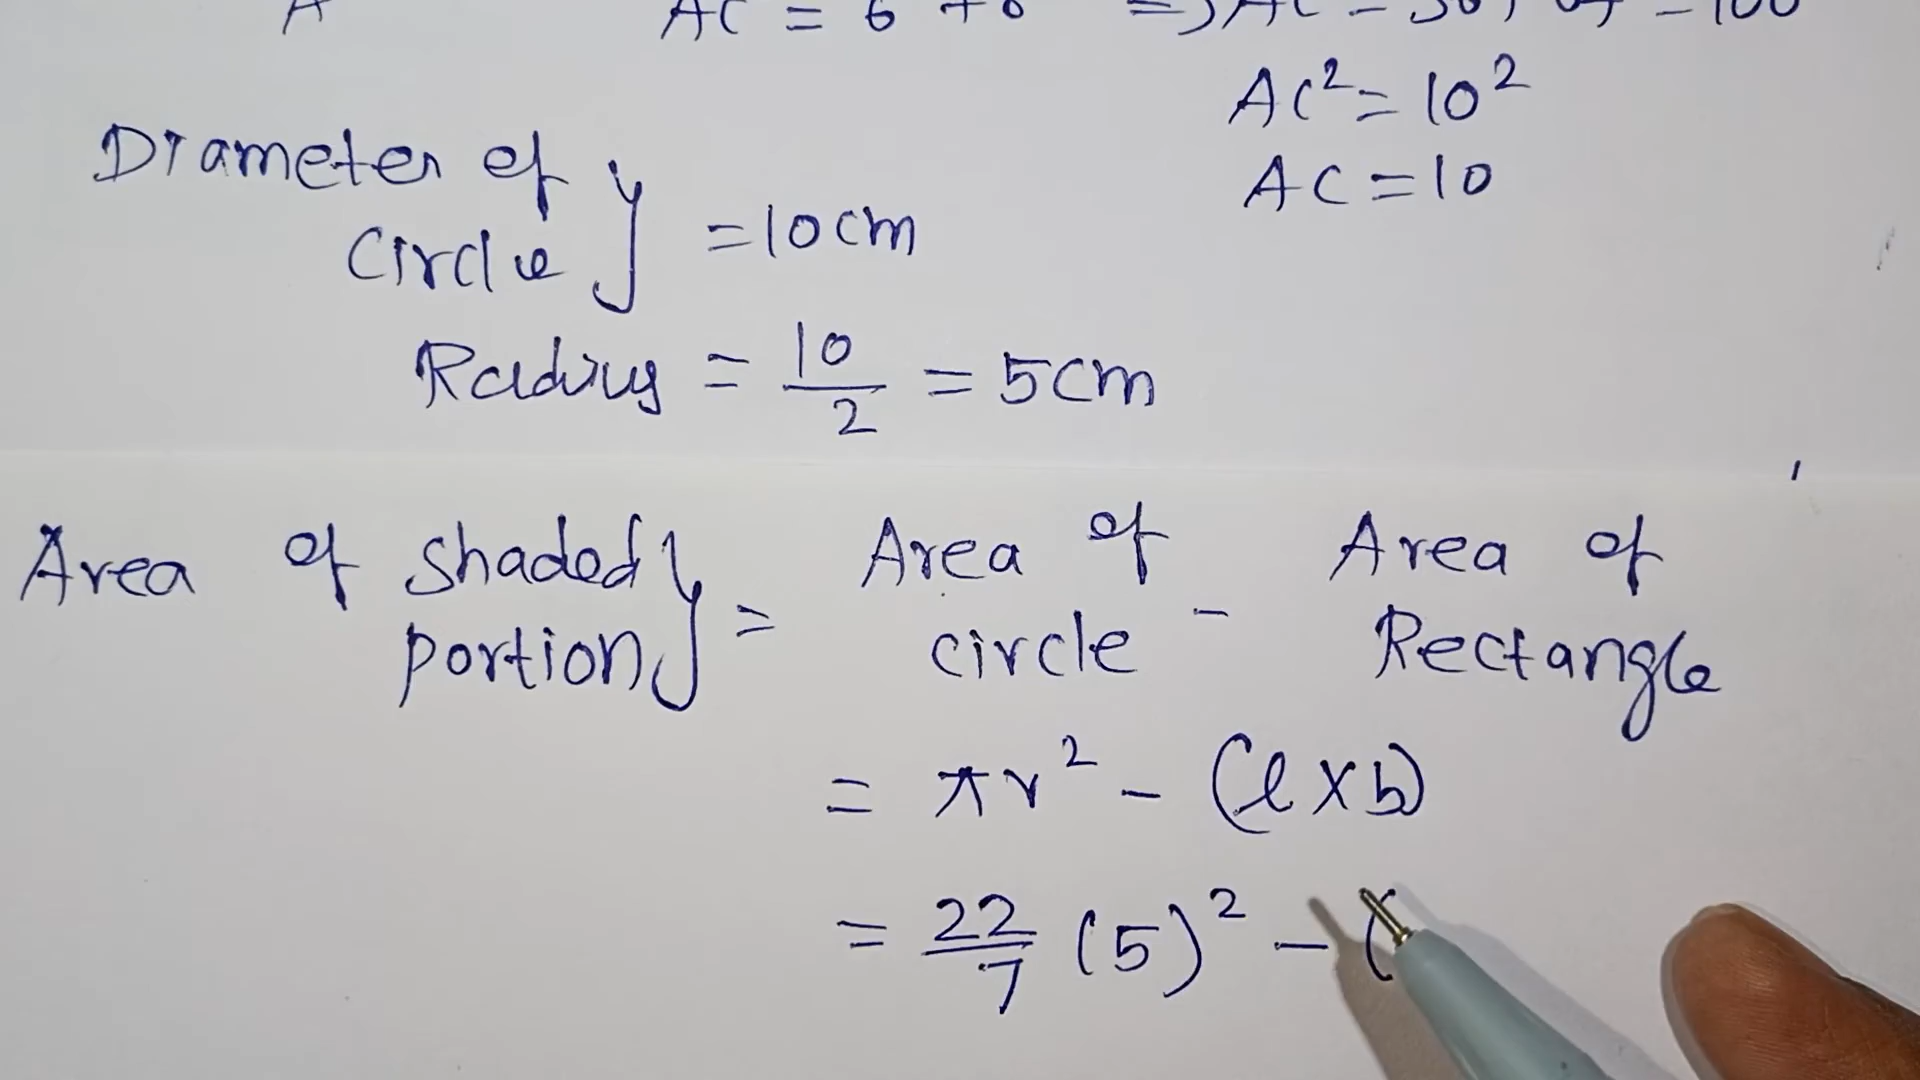 AC² = 10²
AC = 10
Diameter of
Circle } = 10 cm
Radius = 10/2 = 5 cm
Area of shaded portion } = Area of circle - Area of Rectangle
= πr² - (l × b)
= 22/7 (5)² - (